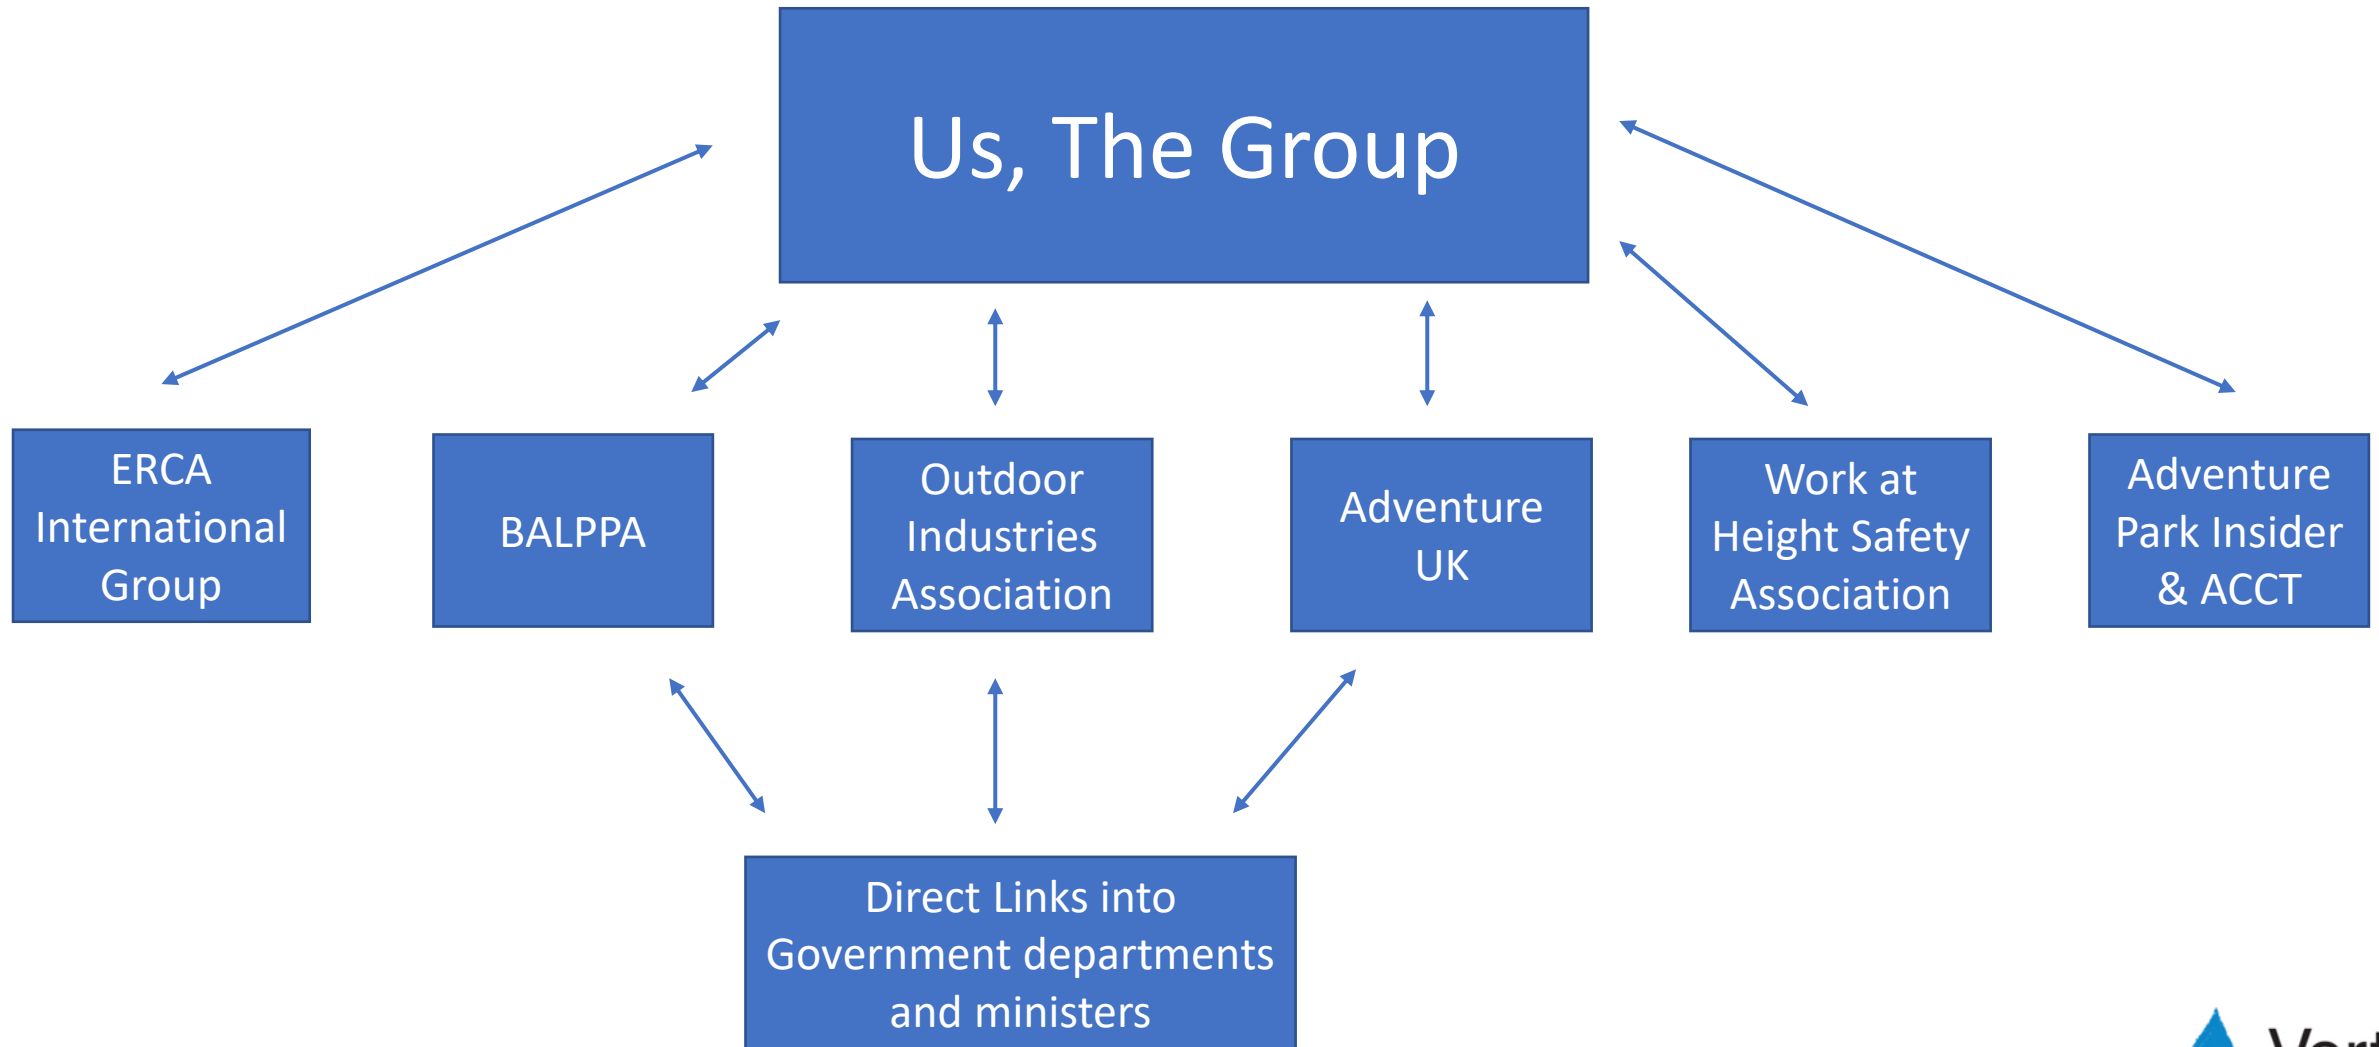 Us, The Group
ERCA
International
Group
BALPPA
Outdoor
Industries
Association
Adventure
UK
Work at
Height Safety
Association
Adventure
Park Insider
& ACCT
Direct Links into
Government departments
and ministers